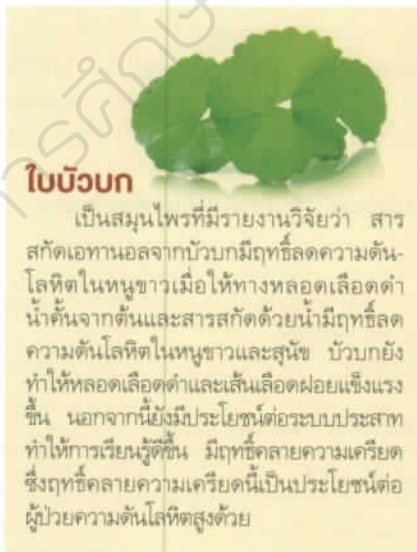 ใบบัวบก
เป็นสมุนไพรที่มีรายงานวิจัยว่า สาร
สกัดเอทานอลจากบัวบกมีฤทธิ์ลดความดัน-
โลหิตในหนูขาวเมื่อให้ทางหลอดเลือดดำ
น้ำคั้นจากต้นและสารสกัดด้วยน้ำมีฤทธิ์ลด
ความดันโลหิตในหนูขาวและสุนัข บัวบกยัง
ทำให้หลอดเลือดดำและเส้นเลือดฝอยแข็งแรง
ขึ้น นอกจากนี้ยังมีประโยชน์ต่อระบบประสาท
ทำให้การเรียนรู้ดีขึ้น มีฤทธิ์คลายความเครียด
ซึ่งฤทธิ์คลายความเครียดนี้เป็นประโยชน์ต่อ
ผู้ป่วยความดันโลหิตสูงด้วย